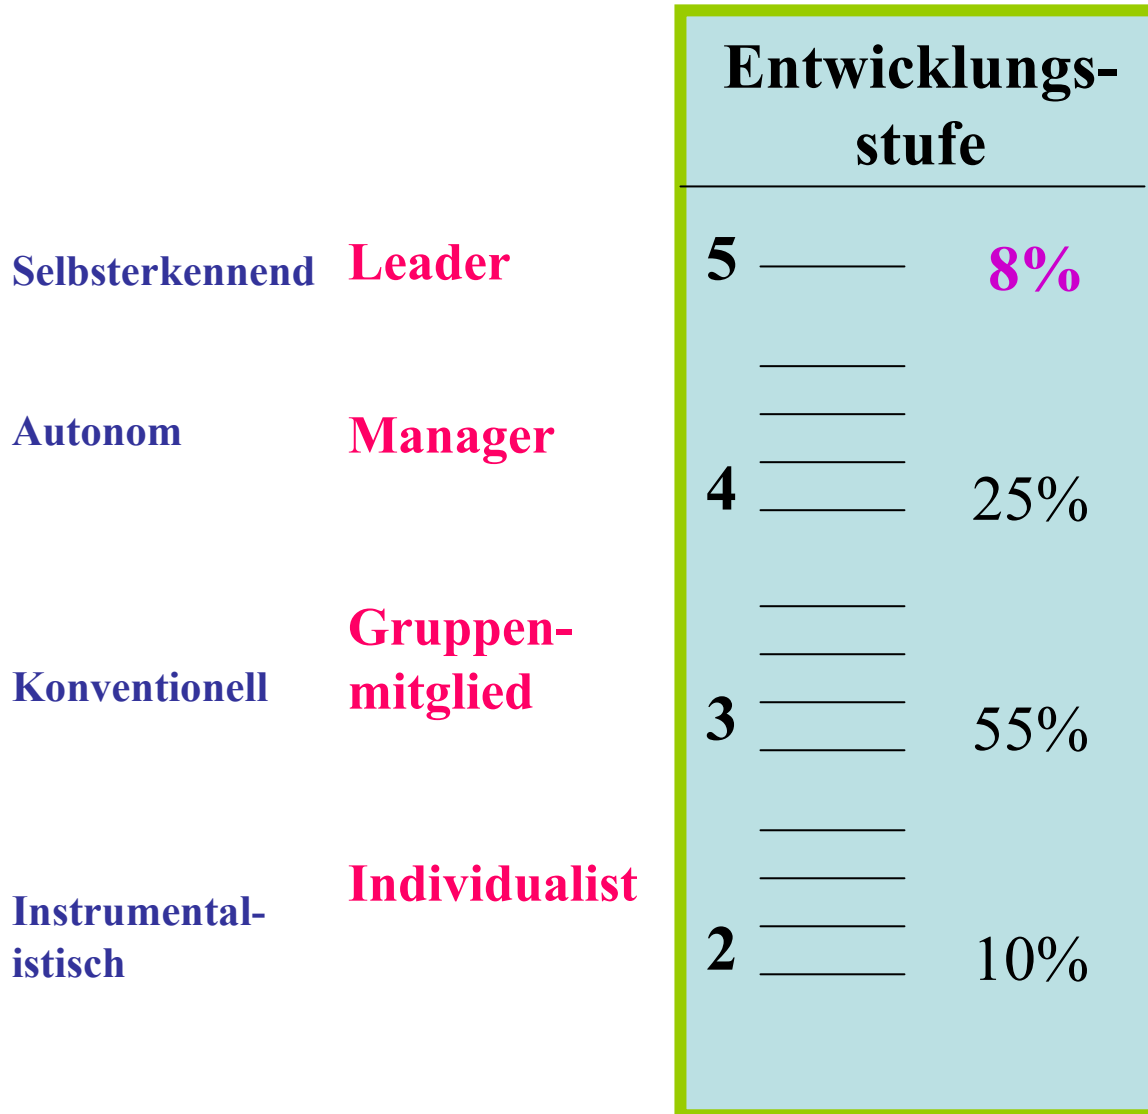 Entwicklungs-
stufe
Selbsterkennend Leader 5 8%
Autonom Manager
4 25%
Gruppen-
mitglied
Konventionell
3 55%
Individualist
Instrumental-
istisch
2 10%